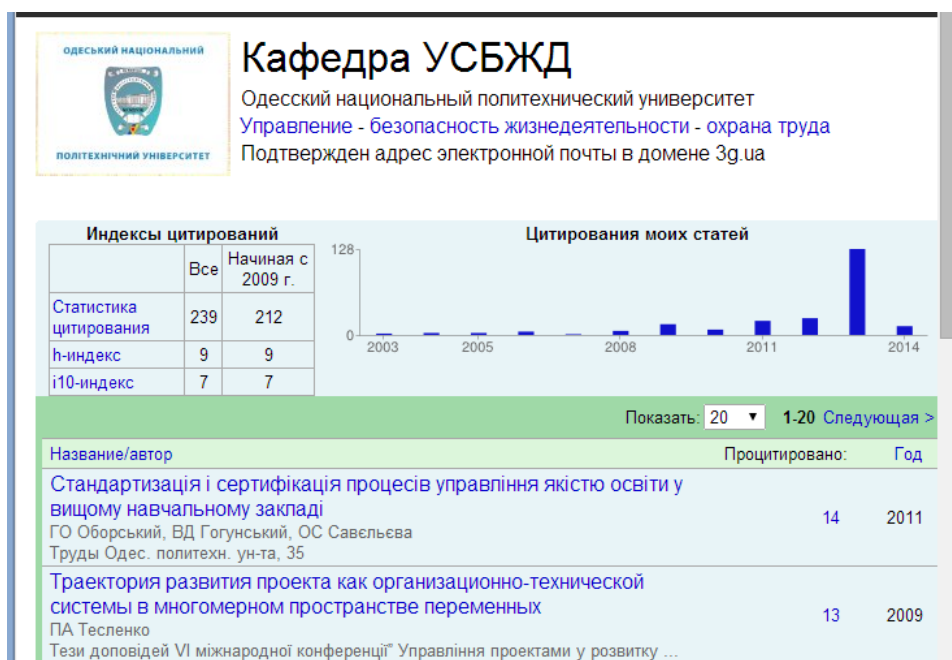 ОДЕСЬКИЙ НАЦІОНАЛЬНИЙ
ПОЛІТЕХНІЧНИЙ УНІВЕРСИТЕТ
Кафедра УСБЖД
Одесский национальный политехнический университет
Управление - безопасность жизнедеятельности - охрана труда
Подтвержден адрес электронной почты в домене 3g.ua
Индексы цитирований
Все Начиная с 2009 г.
Статистика цитирования 239 212
h-индекс 9 9
i10-индекс 7 7
Цитирования моих статей
128
0
2003 2005 2008 2011 2014
Показать: 20 1-20 Следующая >
Название/автор Процитировано: Год
Стандартизація і сертифікація процесів управління якістю освіти у
вищому навчальному закладі
14 2011
ГО Оборський, ВД Гогунський, ОС Савєльєва
Труды Одес. политехн. ун-та, 35
Траектория развития проекта как организационно-технической
системы в многомерном пространстве переменных
13 2009
ПА Тесленко
Тези доповідей VI міжнародної конференції" Управління проектами у розвитку ...